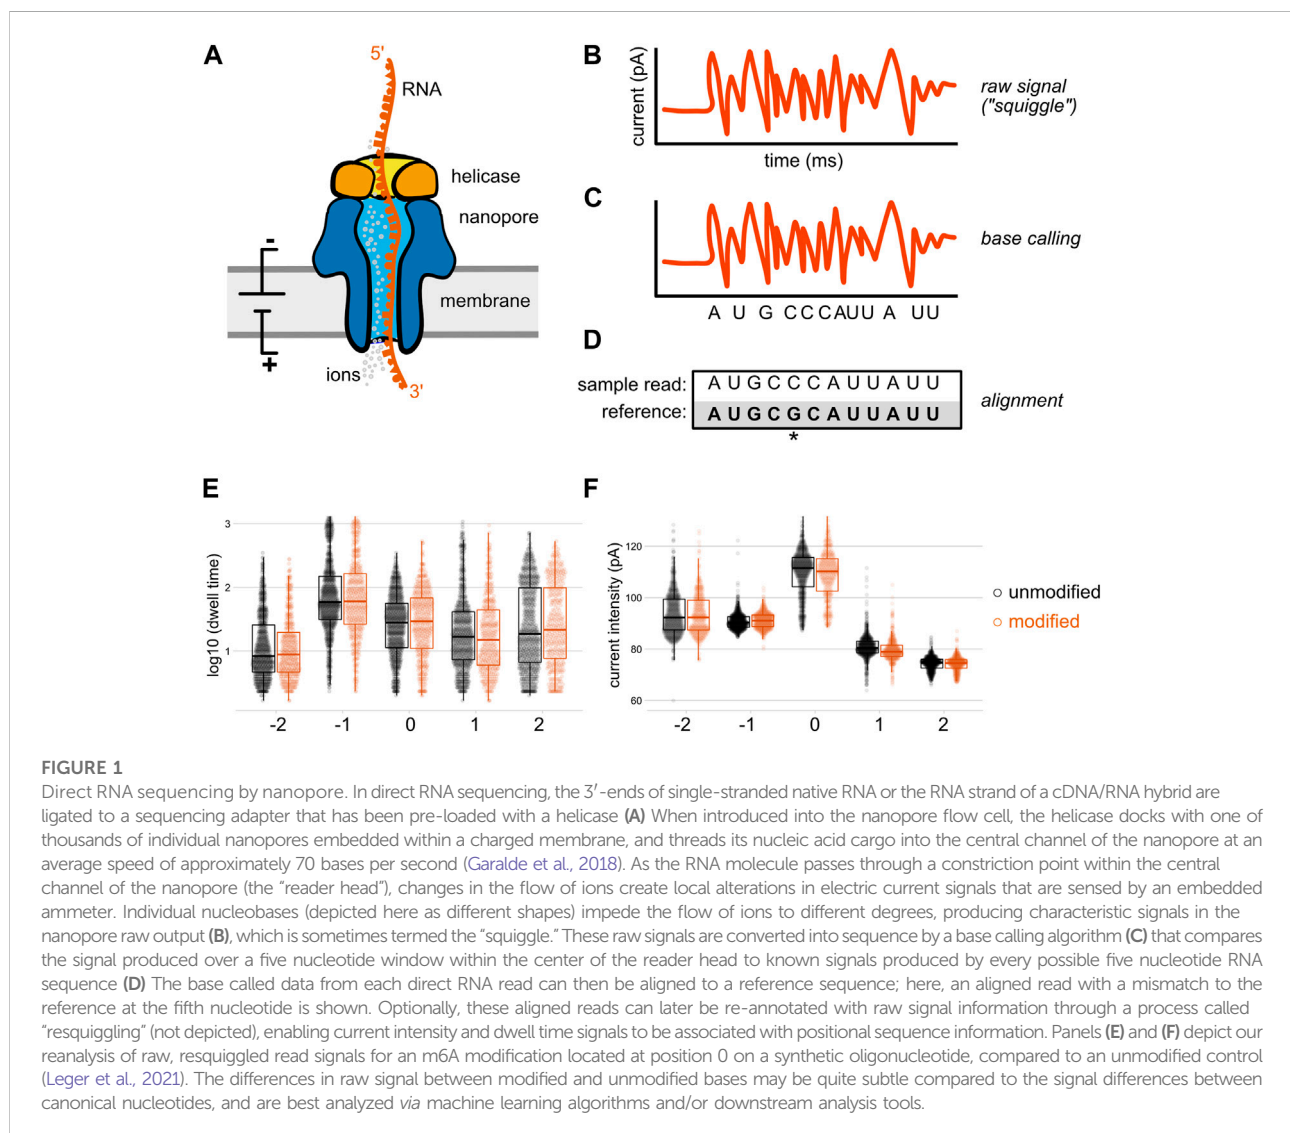 A
5'
RNA
helicase
nanopore
-
membrane
+
ions
3'
B
current (pA)
time (ms)
raw signal
("squiggle")
C
base calling
A U G C C C A U U A U U
D
sample read: A U G C C C A U U A U U
reference: A U G C G C A U U A U U
*
alignment
E
log10 (dwell time)
3
2
1
-2 -1 0 1 2
F
current intensity (pA)
120
100
80
60
-2 -1 0 1 2
unmodified
modified
FIGURE 1
Direct RNA sequencing by nanopore. In direct RNA sequencing, the 3′-ends of single-stranded native RNA or the RNA strand of a cDNA/RNA hybrid are
ligated to a sequencing adapter that has been pre-loaded with a helicase (A) When introduced into the nanopore flow cell, the helicase docks with one of
thousands of individual nanopores embedded within a charged membrane, and threads its nucleic acid cargo into the central channel of the nanopore at an
average speed of approximately 70 bases per second (Garalde et al., 2018). As the RNA molecule passes through a constriction point within the central
channel of the nanopore (the “reader head”), changes in the flow of ions create local alterations in electric current signals that are sensed by an embedded
ammeter. Individual nucleobases (depicted here as different shapes) impede the flow of ions to different degrees, producing characteristic signals in the
nanopore raw output (B), which is sometimes termed the “squiggle.” These raw signals are converted into sequence by a base calling algorithm (C) that compares
the signal produced over a five nucleotide window within the center of the reader head to known signals produced by every possible five nucleotide RNA
sequence (D) The base called data from each direct RNA read can then be aligned to a reference sequence; here, an aligned read with a mismatch to the
reference at the fifth nucleotide is shown. Optionally, these aligned reads can later be re-annotated with raw signal information through a process called
“resquiggling” (not depicted), enabling current intensity and dwell time signals to be associated with positional sequence information. Panels (E) and (F) depict our
reanalysis of raw, resquiggled read signals for an m6A modification located at position 0 on a synthetic oligonucleotide, compared to an unmodified control
(Leger et al., 2021). The differences in raw signal between modified and unmodified bases may be quite subtle compared to the signal differences between
canonical nucleotides, and are best analyzed via machine learning algorithms and/or downstream analysis tools.